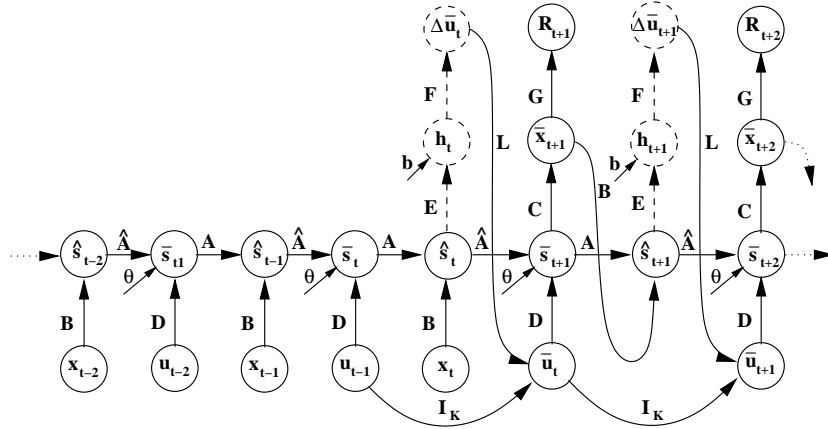 Δū_t R_{t+1} Δū_{t+1} R_{t+2}
F G F G
h_t x̄_{t+1} h_{t+1} x̄_{t+2}
b L b L
B
E C E C
ŝ_{t−2} Â s̄_{t1} A ŝ_{t−1} Â s̄_t A ŝ_t Â s̄_{t+1} A ŝ_{t+1} Â s̄_{t+2}
θ θ θ θ
B D B D B D D
x_{t−2} u_{t−2} x_{t−1} u_{t−1} x_t ū_t ū_{t+1}
I_K I_K